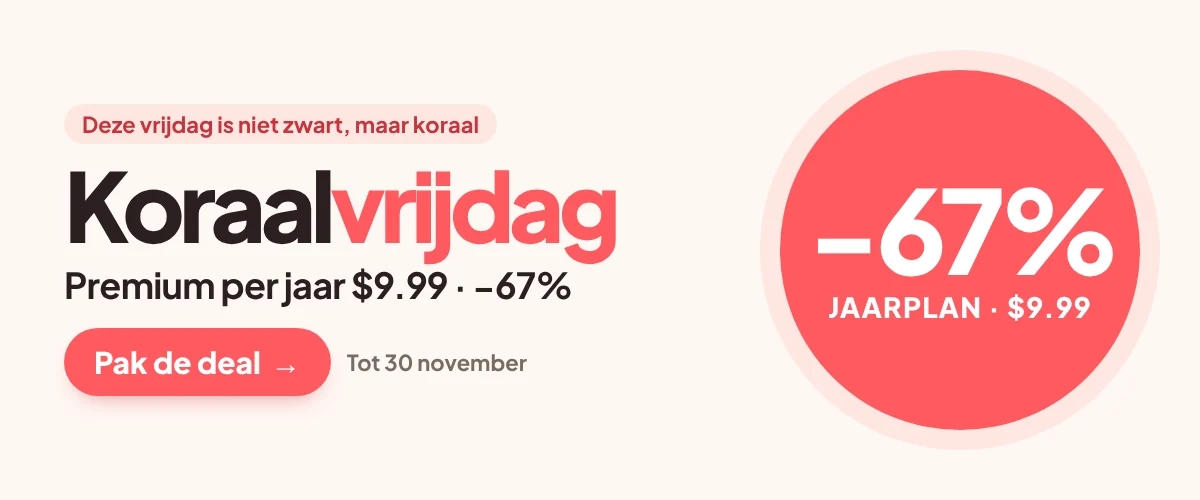 Deze vrijdag is niet zwart, maar koraal
Koraalvrijdag
Premium per jaar $9.99 · −67%
Pak de deal →
Tot 30 november
−67%
JAARPLAN · $9.99